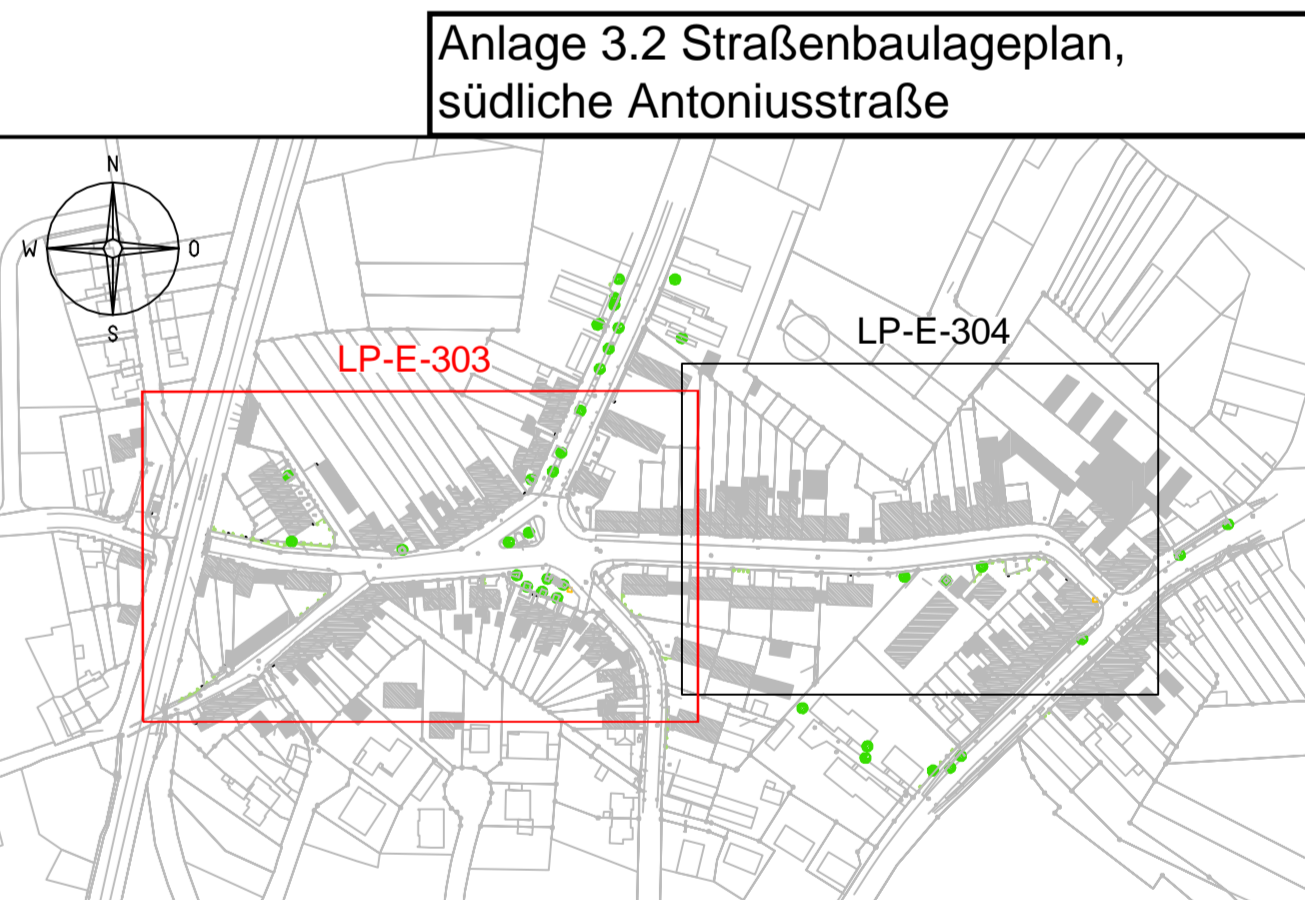 Anlage 3.2 Straßenbaulageplan,
südliche Antoniusstraße
N
W
O
S
LP-E-303
LP-E-304